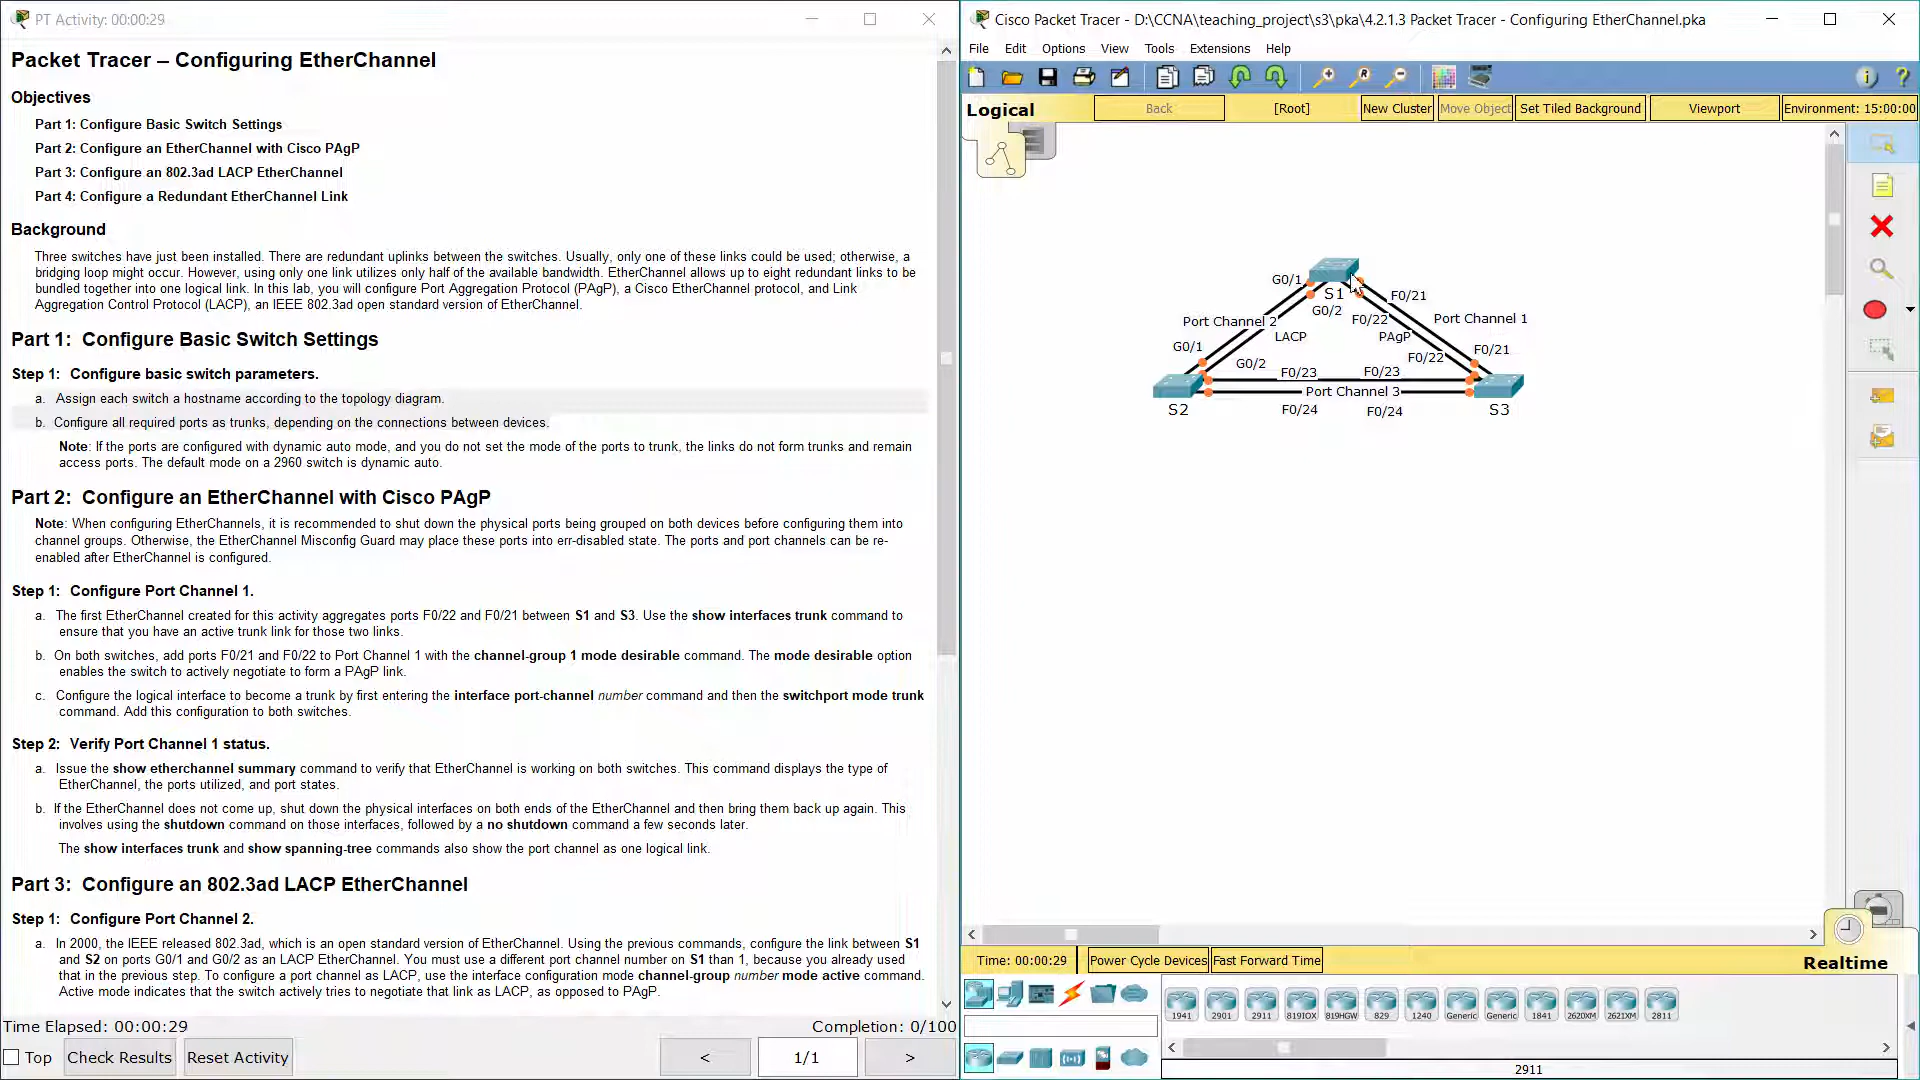 PT Activity: 00:00:29
Packet Tracer – Configuring EtherChannel
Objectives
Part 1: Configure Basic Switch Settings
Part 2: Configure an EtherChannel with Cisco PAgP
Part 3: Configure an 802.3ad LACP EtherChannel
Part 4: Configure a Redundant EtherChannel Link
Background
Three switches have just been installed. There are redundant uplinks between the switches. Usually, only one of these links could be used; otherwise, a
bridging loop might occur. However, using only one link utilizes only half of the available bandwidth. EtherChannel allows up to eight redundant links to be
bundled together into one logical link. In this lab, you will configure Port Aggregation Protocol (PAgP), a Cisco EtherChannel protocol, and Link
Aggregation Control Protocol (LACP), an IEEE 802.3ad open standard version of EtherChannel.
Part 1: Configure Basic Switch Settings
Step 1: Configure basic switch parameters.
a. Assign each switch a hostname according to the topology diagram.
b. Configure all required ports as trunks, depending on the connections between devices.
Note: If the ports are configured with dynamic auto mode, and you do not set the mode of the ports to trunk, the links do not form trunks and remain
access ports. The default mode on a 2960 switch is dynamic auto.
Part 2: Configure an EtherChannel with Cisco PAgP
Note: When configuring EtherChannels, it is recommended to shut down the physical ports being grouped on both devices before configuring them into
channel groups. Otherwise, the EtherChannel Misconfig Guard may place these ports into err-disabled state. The ports and port channels can be re-
enabled after EtherChannel is configured.
Step 1: Configure Port Channel 1.
a. The first EtherChannel created for this activity aggregates ports F0/22 and F0/21 between S1 and S3. Use the show interfaces trunk command to
ensure that you have an active trunk link for those two links.
b. On both switches, add ports F0/21 and F0/22 to Port Channel 1 with the channel-group 1 mode desirable command. The mode desirable option
enables the switch to actively negotiate to form a PAgP link.
c. Configure the logical interface to become a trunk by first entering the interface port-channel number command and then the switchport mode trunk
command. Add this configuration to both switches.
Step 2: Verify Port Channel 1 status.
a. Issue the show etherchannel summary command to verify that EtherChannel is working on both switches. This command displays the type of
EtherChannel, the ports utilized, and port states.
b. If the EtherChannel does not come up, shut down the physical interfaces on both ends of the EtherChannel and then bring them back up again. This
involves using the shutdown command on those interfaces, followed by a no shutdown command a few seconds later.
The show interfaces trunk and show spanning-tree commands also show the port channel as one logical link.
Part 3: Configure an 802.3ad LACP EtherChannel
Step 1: Configure Port Channel 2.
a. In 2000, the IEEE released 802.3ad, which is an open standard version of EtherChannel. Using the previous commands, configure the link between S1
and S2 on ports G0/1 and G0/2 as an LACP EtherChannel. You must use a different port channel number on S1 than 1, because you already used
that in the previous step. To configure a port channel as LACP, use the interface configuration mode channel-group number mode active command.
Active mode indicates that the switch actively tries to negotiate that link as LACP, as opposed to PAgP.
Time Elapsed: 00:00:29
Completion: 0/100
Top
Check Results
Reset Activity
<
1/1
>
Cisco Packet Tracer - D:\CCNA\teaching_project\s3\pka\4.2.1.3 Packet Tracer - Configuring EtherChannel.pka
File Edit Options View Tools Extensions Help
Logical
Back
[Root]
New Cluster
Move Object
Set Tiled Background
Viewport
Environment: 15:00:00
G0/1
S1
F0/21
G0/2
F0/22
Port Channel 2
Port Channel 1
LACP
PAgP
G0/1
F0/21
G0/2
F0/22
F0/23
F0/23
Port Channel 3
S2
F0/24
F0/24
S3
Time: 00:00:29
Power Cycle Devices
Fast Forward Time
Realtime
1941
2901
2911
819IOX
819HGW
829
1240
Generic
Generic
1841
2620XM
2621XM
2811
2911